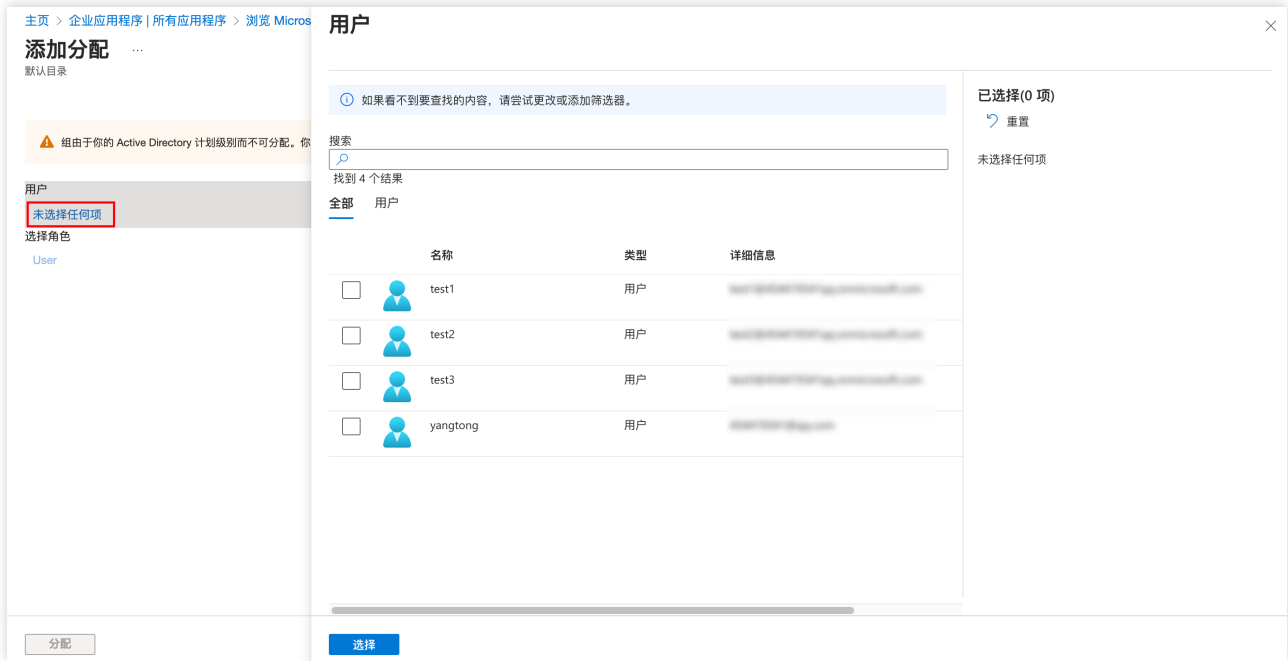 主页 > 企业应用程序 | 所有应用程序 > 浏览 Micros
添加分配 ...
默认目录
组由于你的 Active Directory 计划级别而不可分配。你
用户
未选择任何项
选择角色
User
分配
用户
如果看不到要查找的内容，请尝试更改或添加筛选器。
搜索
找到 4 个结果
全部 用户
名称 类型 详细信息
test1 用户
test2 用户
test3 用户
yangtong 用户
选择
已选择(0 项)
重置
未选择任何项